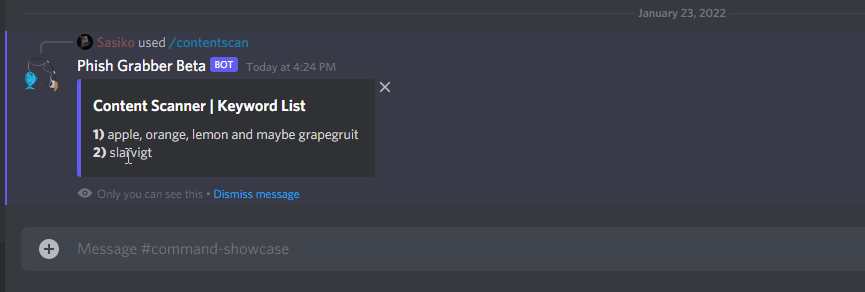 January 23, 2022
Sasiko used /contentscan
Phish Grabber Beta BOT Today at 4:24 PM
Content Scanner | Keyword List
1) apple, orange, lemon and maybe grapegruit
2)
Only you can see this • Dismiss message
Message #command-showcase